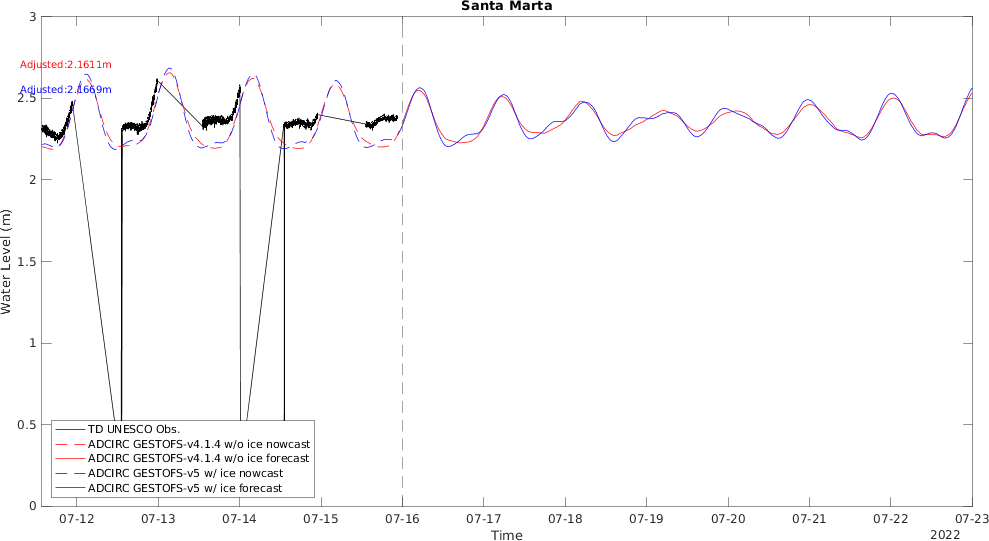 Santa Marta
3
Adjusted:2.1611m
Adjusted:2.1669m
2.5
2
1.5
1
0.5
0
Water Level (m)
TD UNESCO Obs.
ADCIRC GESTOFS-v4.1.4 w/o ice nowcast
ADCIRC GESTOFS-v4.1.4 w/o ice forecast
ADCIRC GESTOFS-v5 w/ ice nowcast
ADCIRC GESTOFS-v5 w/ ice forecast
07-12 07-13 07-14 07-15 07-16 07-17 07-18 07-19 07-20 07-21 07-22 07-23
Time
2022